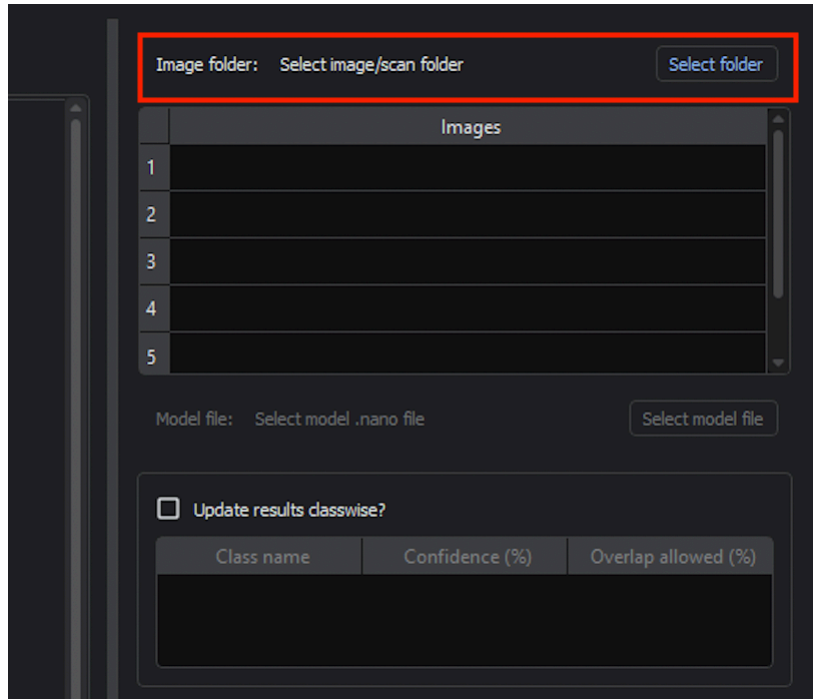 Image folder: Select image/scan folder Select folder
Images
1
2
3
4
5
Model file: Select model .nano file Select model file
Update results classwise?
Class name Confidence (%) Overlap allowed (%)